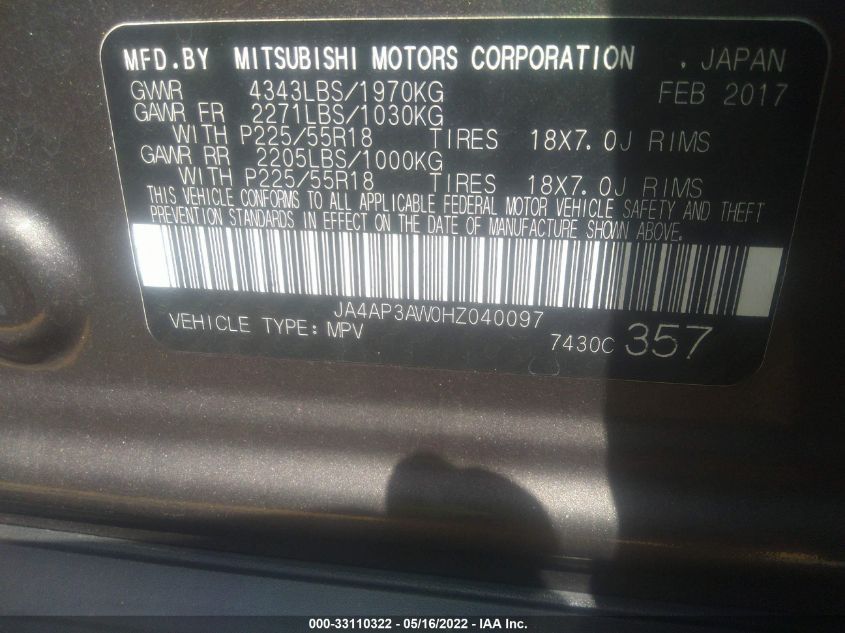 MFD.BY MITSUBISHI MOTORS CORPORATION . JAPAN
GVWR 4343LBS/1970KG FEB 2017
GAWR FR 2271LBS/1030KG
WITH P225/55R18 TIRES 18X7.0J RIMS
GAWR RR 2205LBS/1000KG
WITH P225/55R18 TIRES 18X7.0J RIMS
THIS VEHICLE CONFORMS TO ALL APPLICABLE FEDERAL MOTOR VEHICLE SAFETY AND THEFT
PREVENTION STANDARDS IN EFFECT ON THE DATE OF MANUFACTURE SHOWN ABOVE.
JA4AP3AW0HZ040097
VEHICLE TYPE: MPV 7430C 357
000-33110322 - 05/16/2022 - IAA Inc.